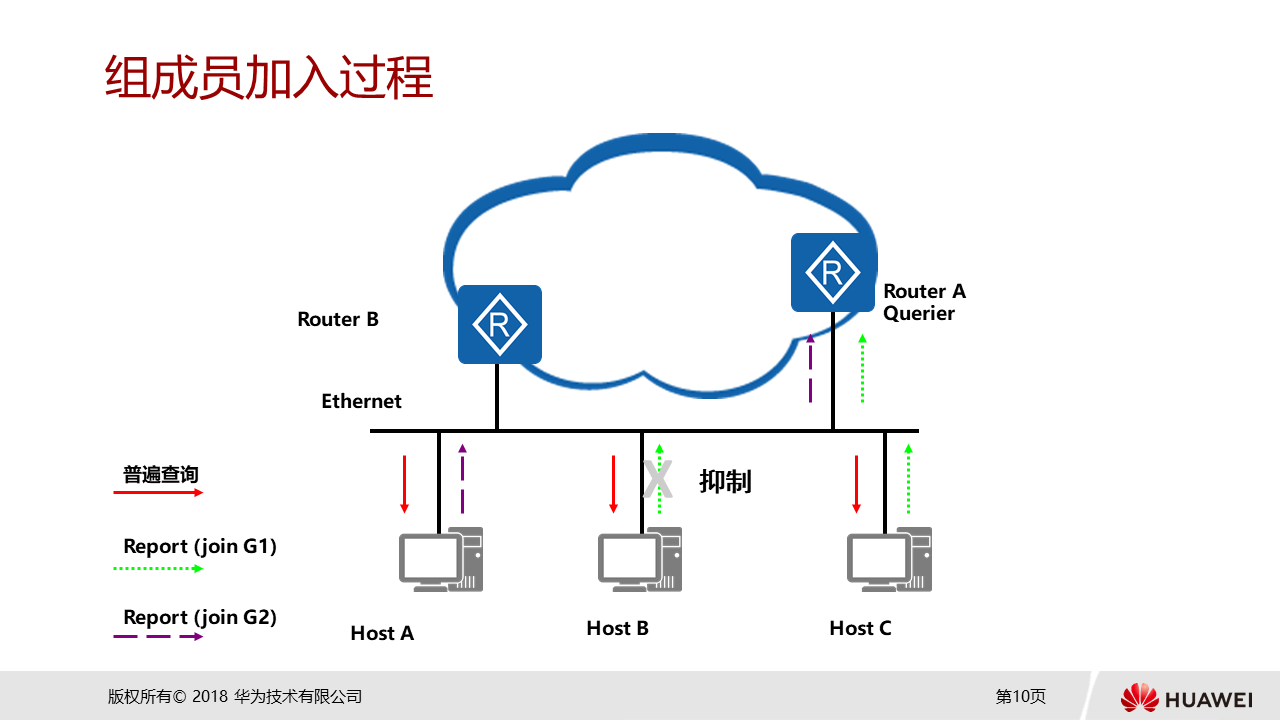 组成员加入过程
R
R
Router A
Querier
Router B
Ethernet
普遍查询
X
抑制
Report (join G1)
Report (join G2)
Host A
Host B
Host C
版权所有© 2018 华为技术有限公司
第10页
HUAWEI